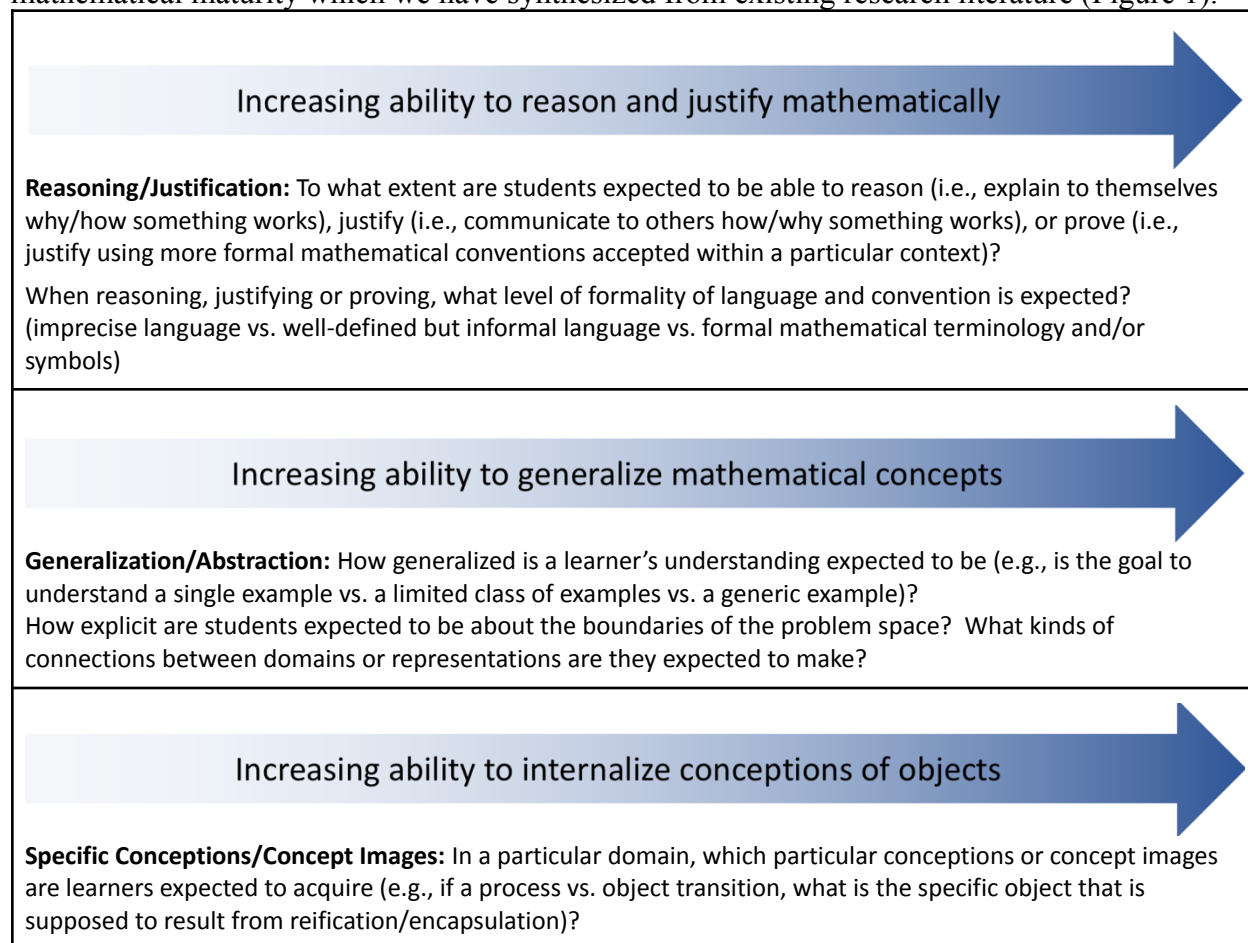 mathematical maturity which we have synthesized from existing research literature (Figure 1).
Increasing ability to reason and justify mathematically
Reasoning/Justification: To what extent are students expected to be able to reason (i.e., explain to themselves
why/how something works), justify (i.e., communicate to others how/why something works), or prove (i.e.,
justify using more formal mathematical conventions accepted within a particular context)?
When reasoning, justifying or proving, what level of formality of language and convention is expected?
(imprecise language vs. well-defined but informal language vs. formal mathematical terminology and/or
symbols)
Increasing ability to generalize mathematical concepts
Generalization/Abstraction: How generalized is a learner’s understanding expected to be (e.g., is the goal to
understand a single example vs. a limited class of examples vs. a generic example)?
How explicit are students expected to be about the boundaries of the problem space? What kinds of
connections between domains or representations are they expected to make?
Increasing ability to internalize conceptions of objects
Specific Conceptions/Concept Images: In a particular domain, which particular conceptions or concept images
are learners expected to acquire (e.g., if a process vs. object transition, what is the specific object that is
supposed to result from reification/encapsulation)?